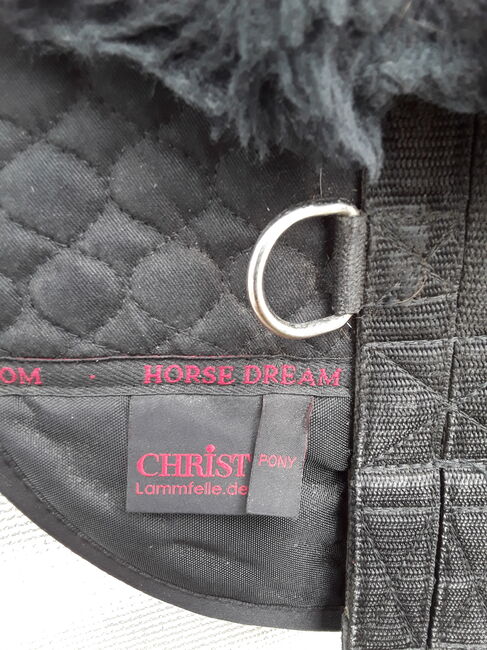 OM · HORSE DREAM
CHRIST
Lammfelle.de
PONY